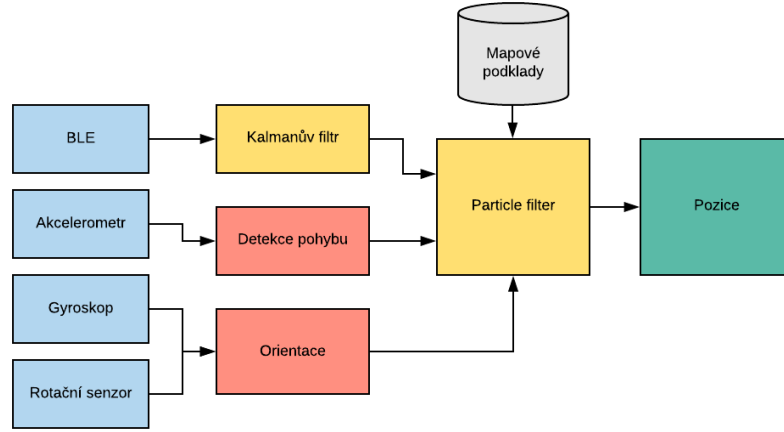 Mapové
podklady
BLE
Kalmanův filtr
Akcelerometr
Detekce pohybu
Particle filter
Pozice
Gyroskop
Orientace
Rotační senzor